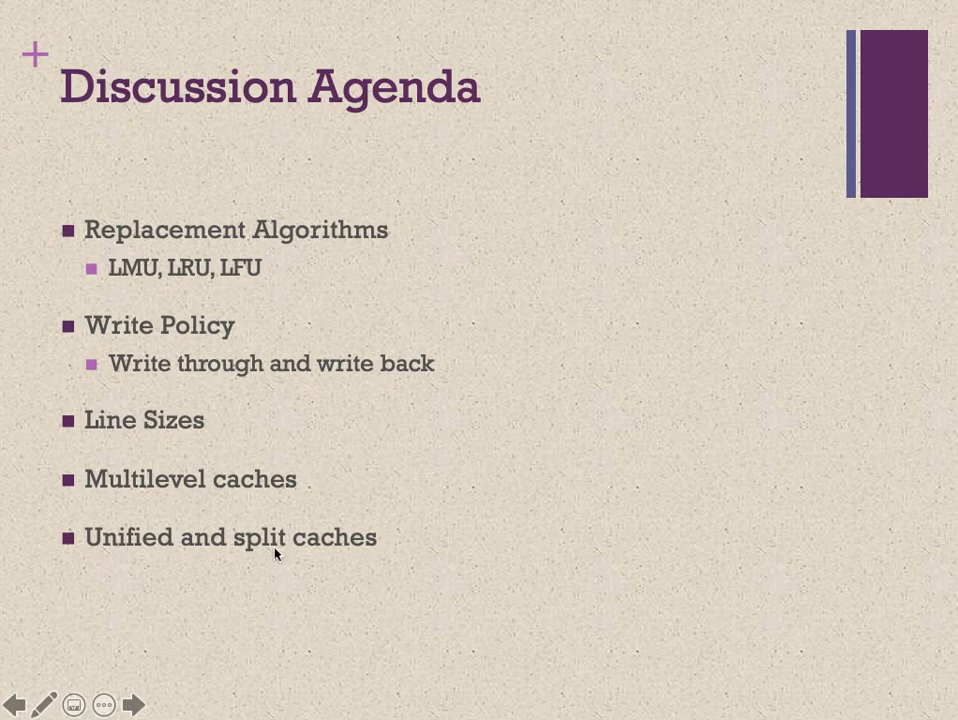 +
Discussion Agenda
Replacement Algorithms
LMU, LRU, LFU
Write Policy
Write through and write back
Line Sizes
Multilevel caches
Unified and split caches